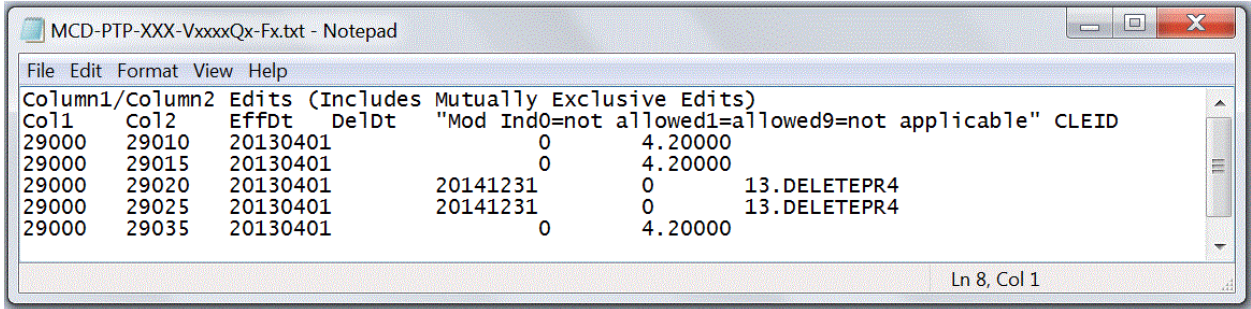 MCD-PTP-XXX-VxxxxQx-Fx.txt - Notepad
File Edit Format View Help
Column1/Column2 Edits (Includes Mutually Exclusive Edits)
Col1 Col2 EffDt DelDt "Mod Ind0=not allowed1=allowed9=not applicable" CLEID
29000 29010 20130401 0 4.20000
29000 29015 20130401 0 4.20000
29000 29020 20130401 20141231 0 13.DELETEPR4
29000 29025 20130401 20141231 0 13.DELETEPR4
29000 29035 20130401 0 4.20000
Ln 8, Col 1